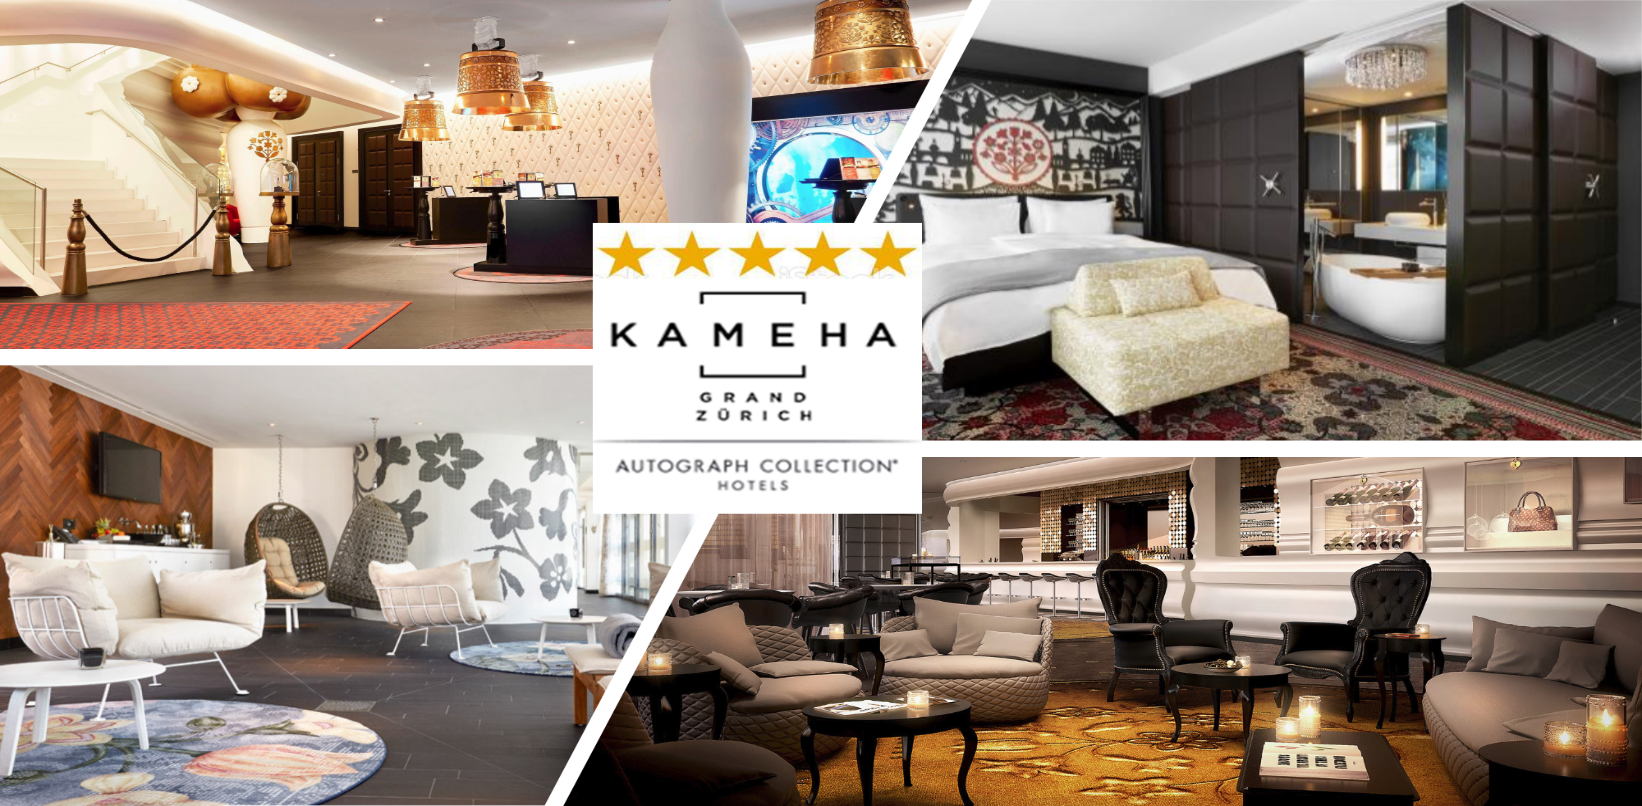 KAMEHA
GRAND
ZÜRICH
AUTOGRAPH COLLECTION®
HOTELS